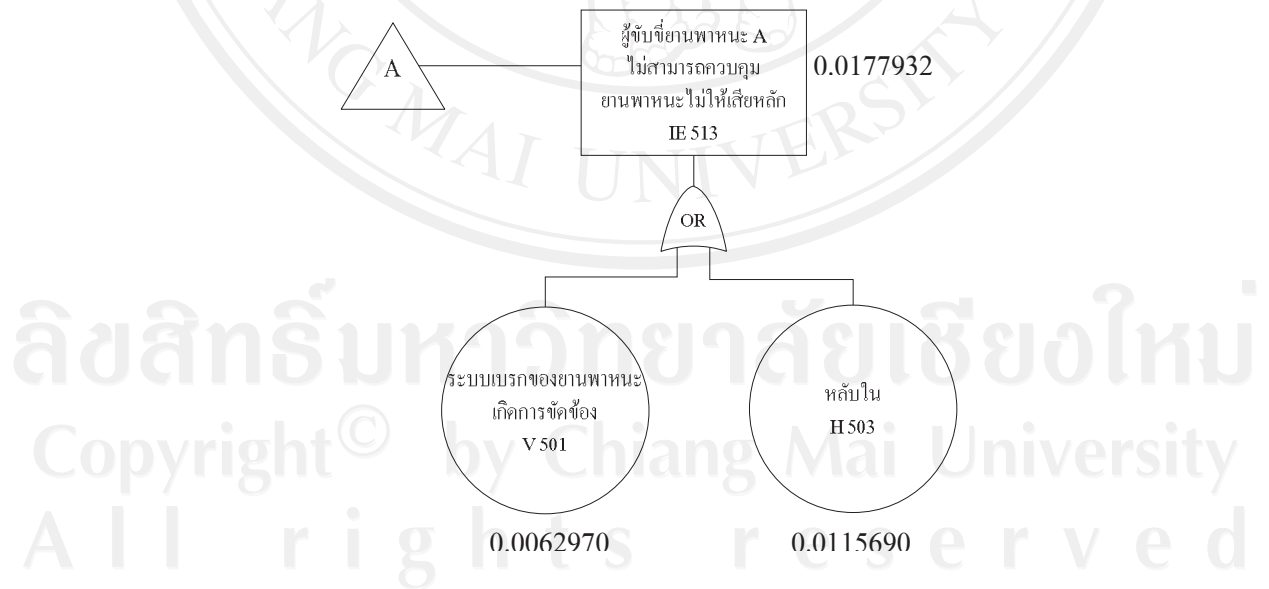 A
ผู้ขับขี่ยานพาหนะ A
ไม่สามารถควบคุม
ยานพาหนะไม่ให้เสียหลัก
IE 513
0.0177932
OR
ระบบเบรกของยานพาหนะ
เกิดการขัดข้อง
V 501
0.0062970
หลับใน
H 503
0.0115690
ING MAI UNIVERSITY
ลิขสิทธิ์มหาวิทยาลัยเชียงใหม่
Copyright© by Chiang Mai University
All rights reserved